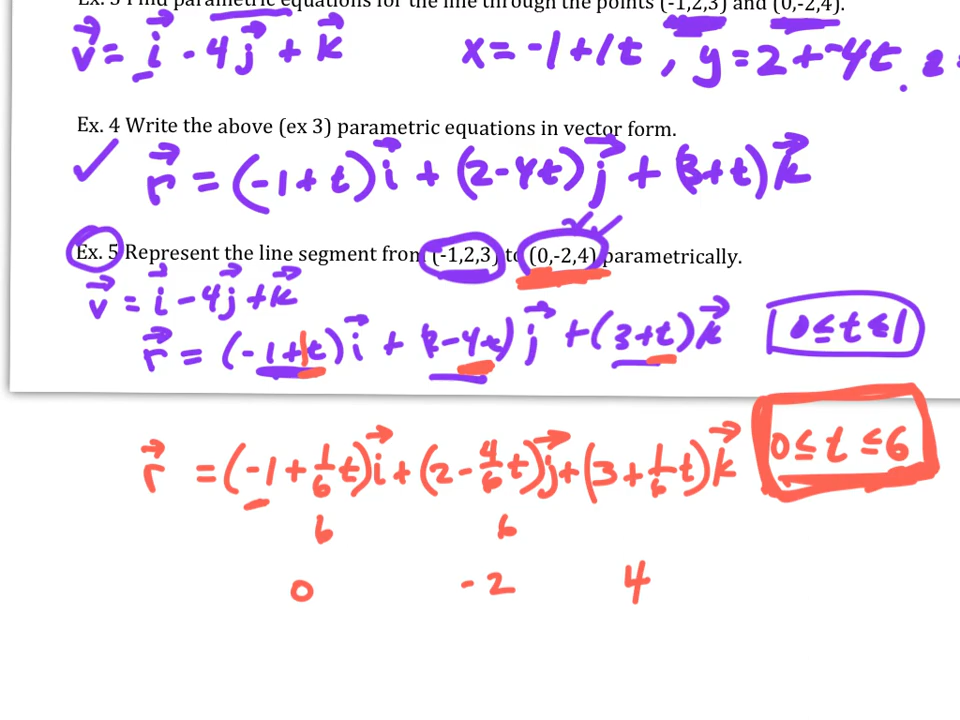 Ex. 3 Find parametric equations for the line through the points (-1,2,3) and (0,-2,4).
v⃗ = i⃗ - 4j⃗ + k⃗ x = -1 + 1t , y = 2 + -4t , z =
Ex. 4 Write the above (ex 3) parametric equations in vector form.
✓ r⃗ = (-1 + t)i⃗ + (2 - 4t)j⃗ + (3 + t)k⃗
Ex. 5 Represent the line segment from (-1,2,3) to (0,-2,4) parametrically.
v⃗ = i⃗ - 4j⃗ + k⃗
r⃗ = (-1 + 1t)i⃗ + (2 - 4t)j⃗ + (3 + t)k⃗ 0 ≤ t ≤ 1
r⃗ = (-1 + 1/6 t)i⃗ + (2 - 4/6 t)j⃗ + (3 + 1/6 t)k⃗ 0 ≤ t ≤ 6
6 6
0 -2 4